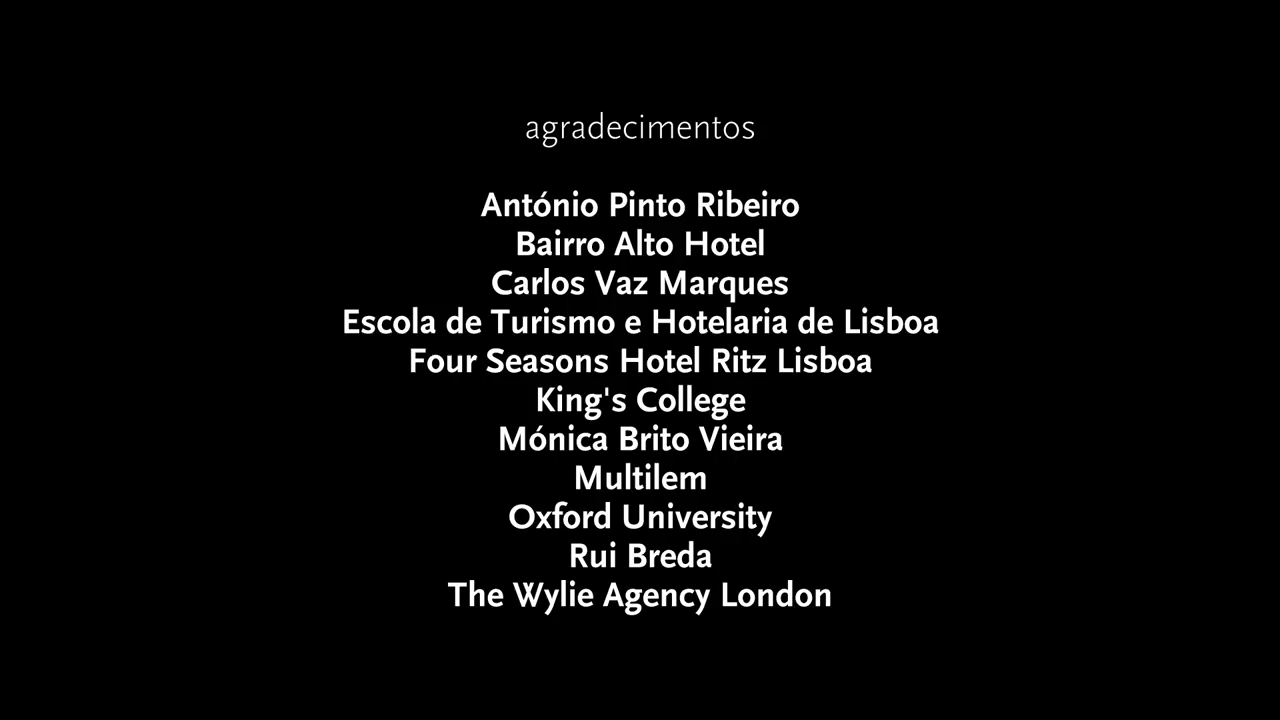 agradecimentos
António Pinto Ribeiro
Bairro Alto Hotel
Carlos Vaz Marques
Escola de Turismo e Hotelaria de Lisboa
Four Seasons Hotel Ritz Lisboa
King's College
Mónica Brito Vieira
Multilem
Oxford University
Rui Breda
The Wylie Agency London